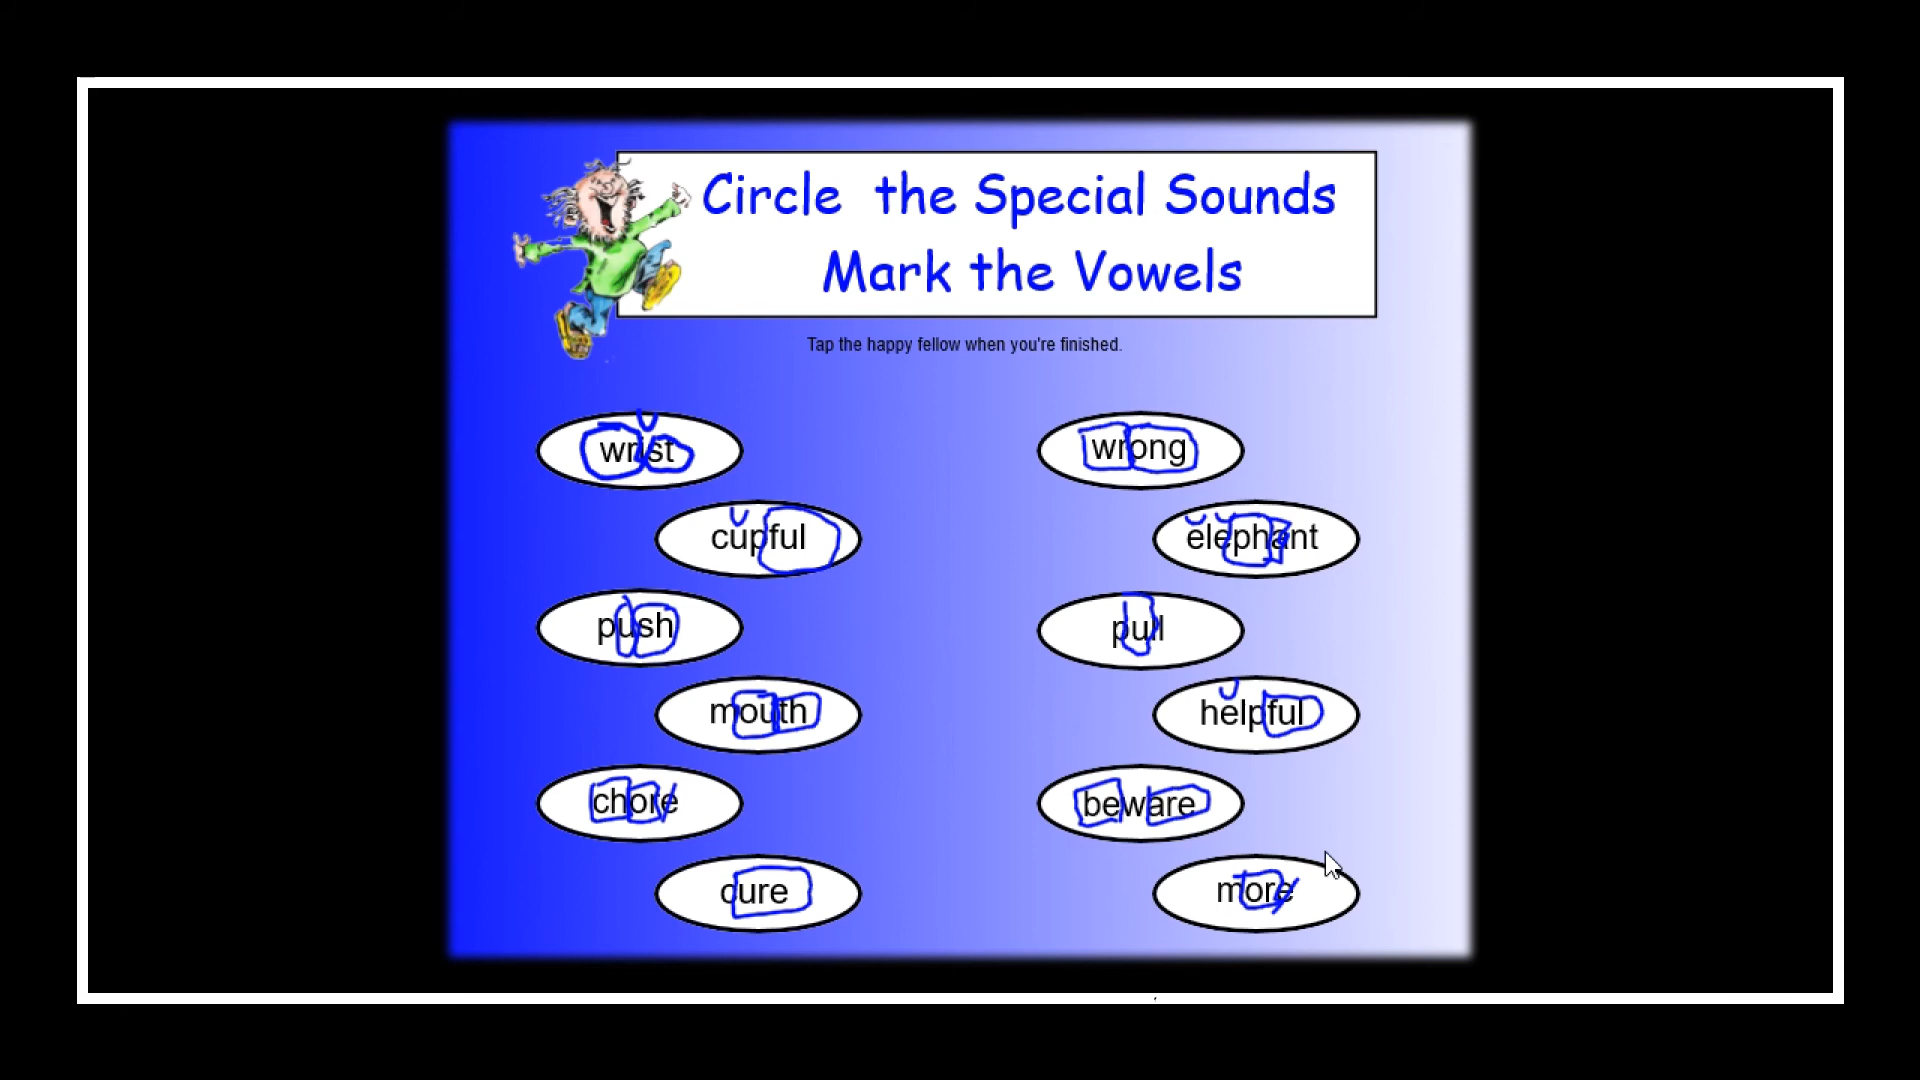 Circle the Special Sounds
Mark the Vowels
Tap the happy fellow when you're finished.
wrist
wrong
cupful
elephant
push
pull
mouth
helpful
chore
beware
cure
more